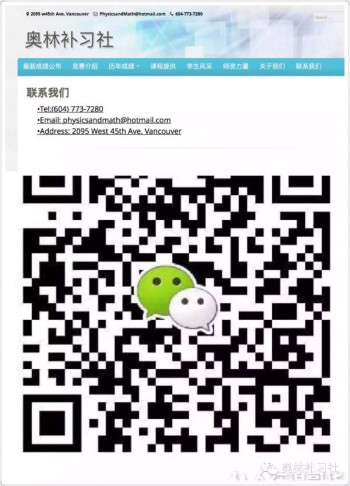 2095 w45th Ave. Vancouver PhysicsandMath@hotmail.com 604-773-7280
奥林补习社
最新成绩公布 竞赛介绍 历年成绩 课程提供 学生风采 师资力量 关于我们 联系我们
联系我们
•Tel:(604) 773-7280
•Email: physicsandmath@hotmail.com
•Address: 2095 West 45th Ave, Vancouver
奥林补习社